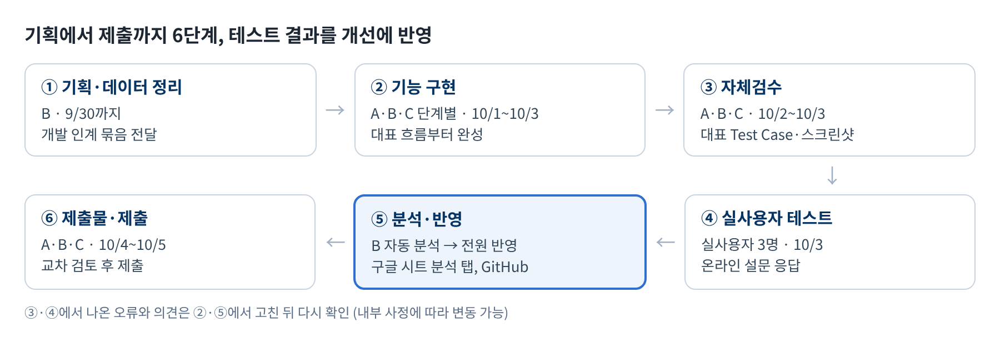 기획에서 제출까지 6단계, 테스트 결과를 개선에 반영
① 기획·데이터 정리
B · 9/30까지
개발 인계 묶음 전달
→
② 기능 구현
A·B·C 단계별 · 10/1~10/3
대표 흐름부터 완성
→
③ 자체검수
A·B·C · 10/2~10/3
대표 Test Case·스크린샷
↓
④ 실사용자 테스트
실사용자 3명 · 10/3
온라인 설문 응답
←
⑤ 분석·반영
B 자동 분석 → 전원 반영
구글 시트 분석 탭, GitHub
←
⑥ 제출물·제출
A·B·C · 10/4~10/5
교차 검토 후 제출
③·④에서 나온 오류와 의견은 ②·⑤에서 고친 뒤 다시 확인 (내부 사정에 따라 변동 가능)